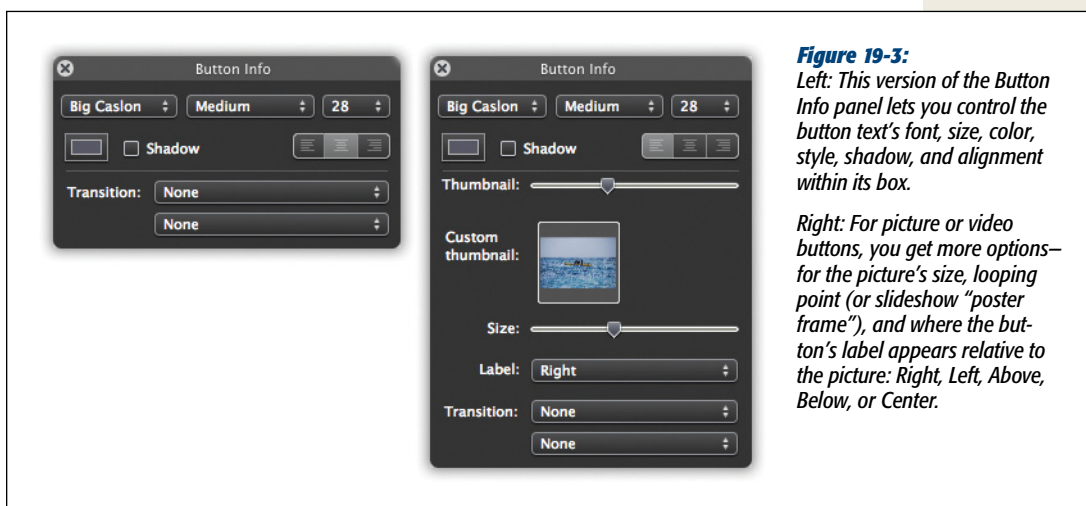 Button Info
Big Caslon Medium 28
Shadow
Transition: None
None
Button Info
Big Caslon Medium 28
Shadow
Thumbnail:
Custom
thumbnail:
Size:
Label: Right
Transition: None
None
Figure 19-3:
Left: This version of the Button
Info panel lets you control the
button text’s font, size, color,
style, shadow, and alignment
within its box.
Right: For picture or video
buttons, you get more options—
for the picture’s size, looping
point (or slideshow “poster
frame”), and where the but-
ton’s label appears relative to
the picture: Right, Left, Above,
Below, or Center.